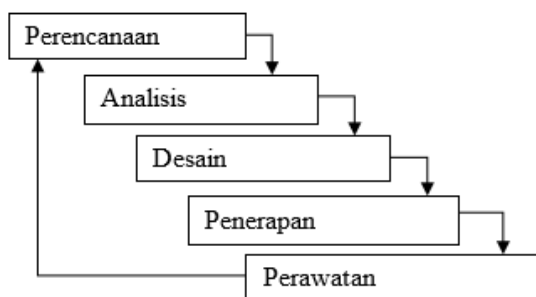 Perencanaan
Analisis
Desain
Penerapan
Perawatan